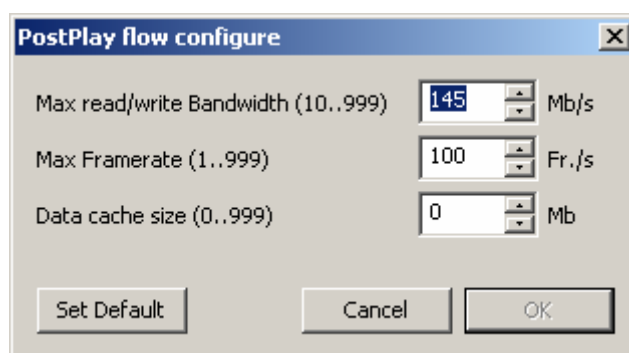 PostPlay flow configure
Max read/write Bandwidth (10..999) 145 Mb/s
Max Framerate (1..999) 100 Fr./s
Data cache size (0..999) 0 Mb
Set Default Cancel OK